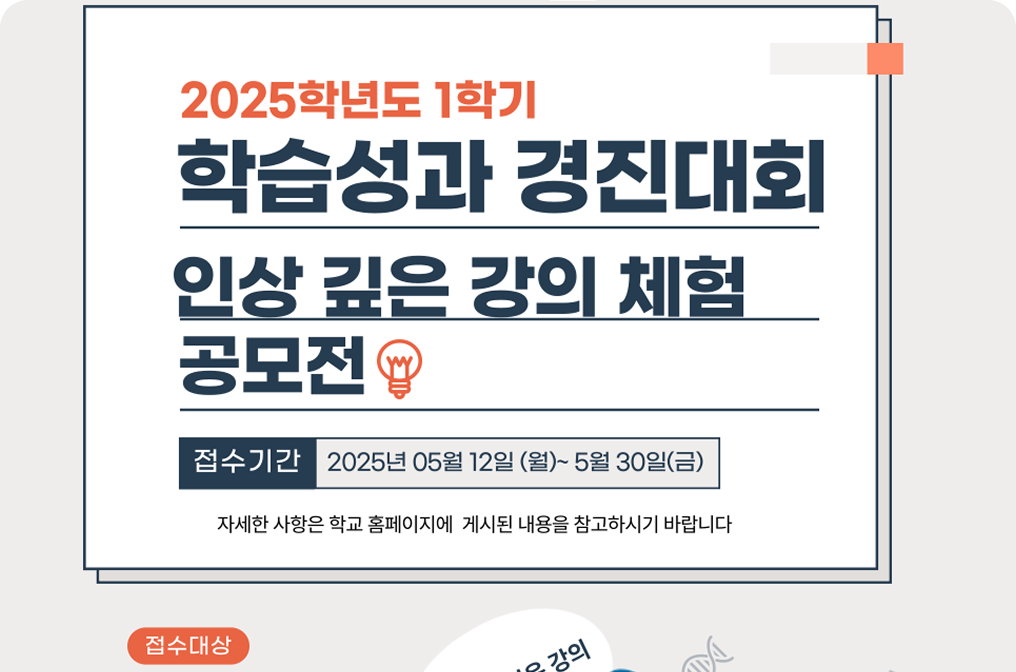 2025학년도 1학기
학습성과 경진대회
인상 깊은 강의 체험
공모전
접수기간 2025년 05월 12일 (월)~ 5월 30일(금)
자세한 사항은 학교 홈페이지에 게시된 내용을 참고하시기 바랍니다
접수대상
강의